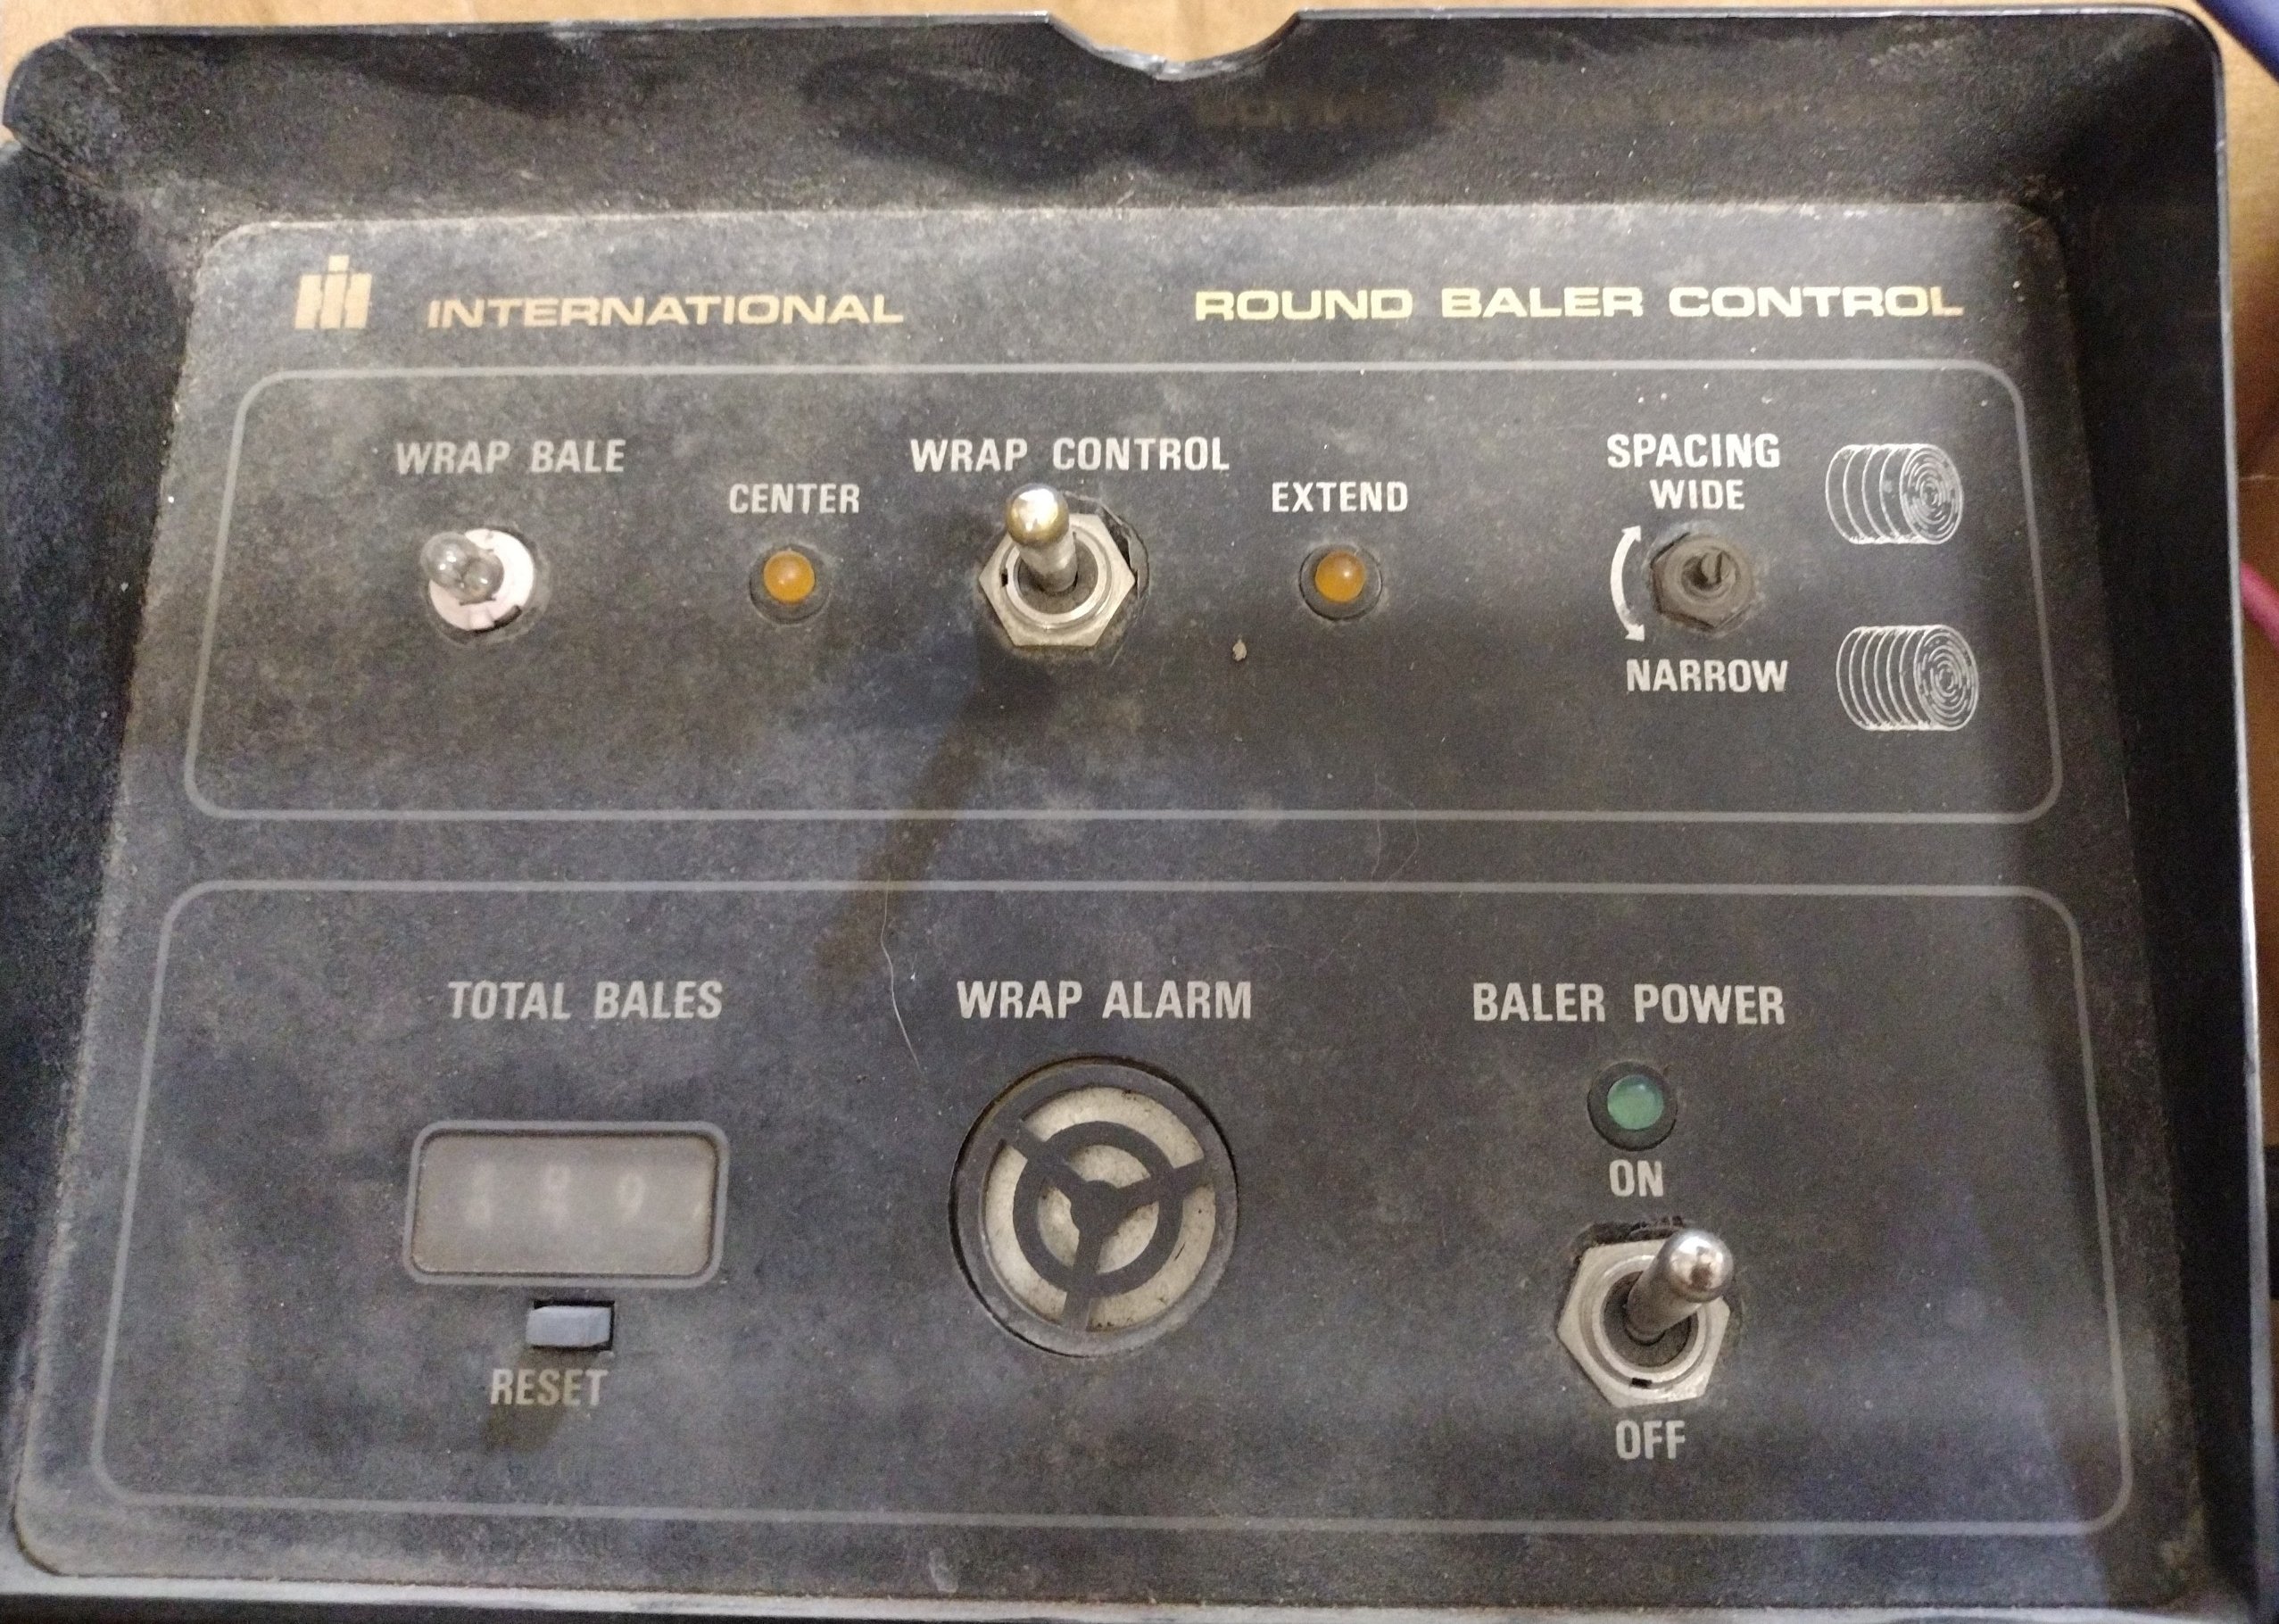 INTERNATIONAL
ROUND BALER CONTROL
WRAP BALE
CENTER
WRAP CONTROL
EXTEND
SPACING
WIDE
NARROW
TOTAL BALES
WRAP ALARM
BALER POWER
ON
RESET
OFF